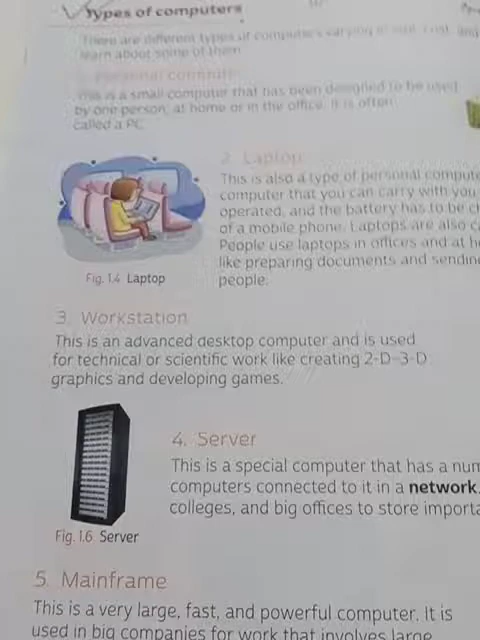 Types of computers
There are different types of computers varying in size, cost, and
learn about some of them.
1. Personal computer
This is a small computer that has been designed to be used
by one person, at home or in the office. It is often
called a PC.
2. Laptop
This is also a type of personal compute
computer that you can carry with you
operated, and the battery has to be ch
of a mobile phone. Laptops are also c
People use laptops in offices and at h
like preparing documents and sendin
people.
Fig. 1.4 Laptop
3. Workstation
This is an advanced desktop computer and is used
for technical or scientific work like creating 2-D-3-D
graphics and developing games.
4. Server
This is a special computer that has a num
computers connected to it in a network.
colleges, and big offices to store importa
Fig. 1.6 Server
5. Mainframe
This is a very large, fast, and powerful computer. It is
used in big companies for work that involves large